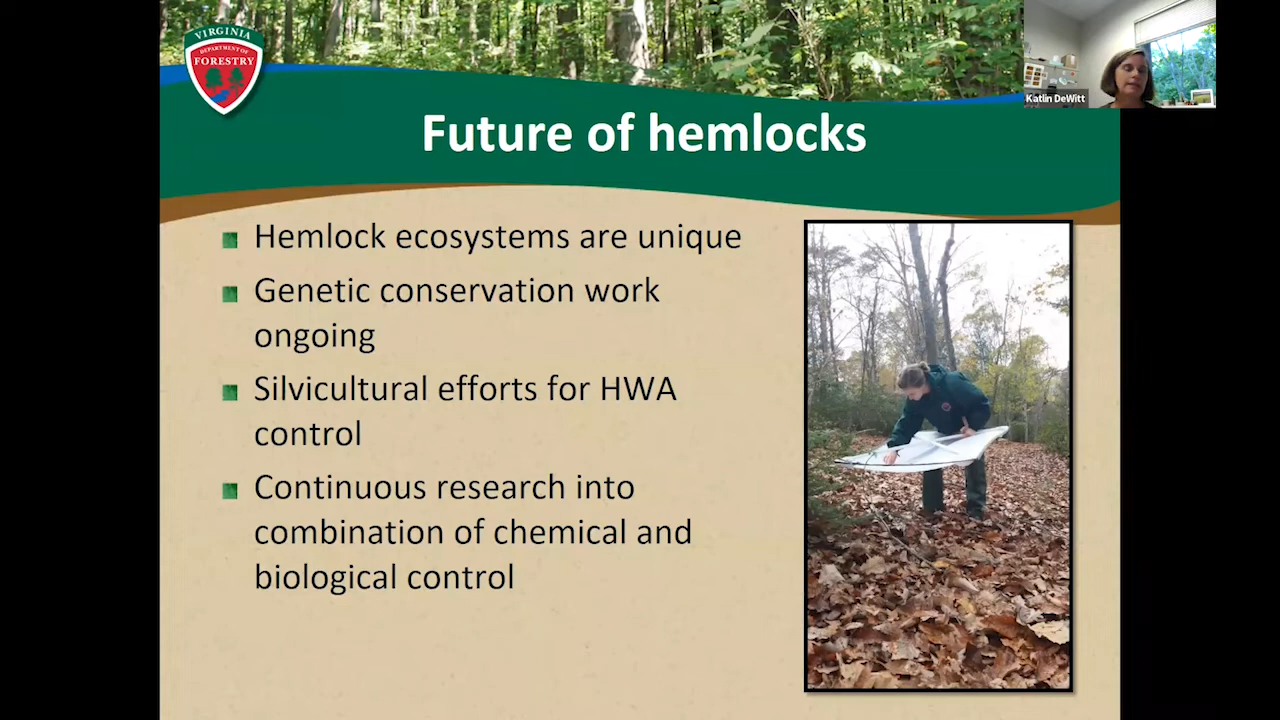 VIRGINIA
DEPARTMENT OF
FORESTRY
Katlin DeWitt
Future of hemlocks
Hemlock ecosystems are unique
Genetic conservation work
ongoing
Silvicultural efforts for HWA
control
Continuous research into
combination of chemical and
biological control